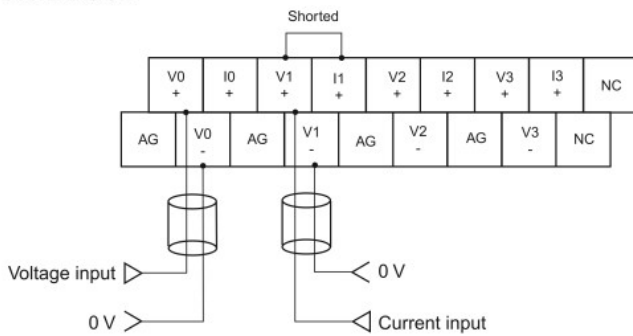 Shorted
V0 + I0 + V1 + I1 + V2 + I2 + V3 + I3 + NC
AG V0 - AG V1 - AG V2 - AG V3 - NC
Voltage input
0 V
0 V
Current input